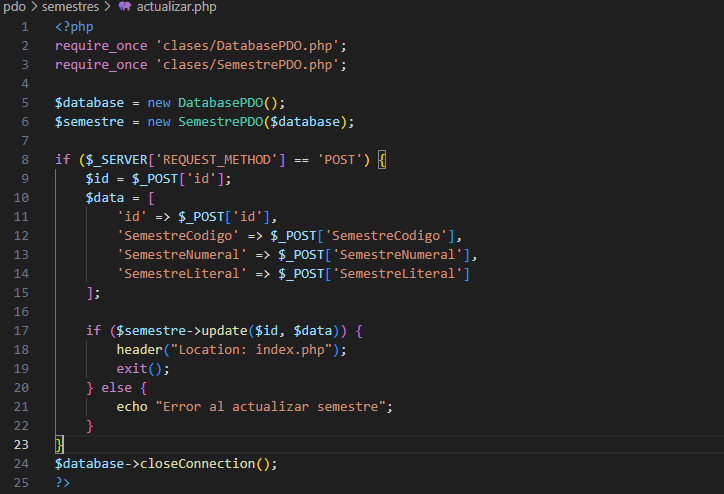 pdo > semestres > actualizar.php
1 <?php
2 require_once 'clases/DatabasePDO.php';
3 require_once 'clases/SemestrePDO.php';
4
5 $database = new DatabasePDO();
6 $semestre = new SemestrePDO($database);
7
8 if ($_SERVER['REQUEST_METHOD'] == 'POST') {
9     $id = $_POST['id'];
10     $data = [
11         'id' => $_POST['id'],
12         'SemestreCodigo' => $_POST['SemestreCodigo'],
13         'SemestreNumeral' => $_POST['SemestreNumeral'],
14         'SemestreLiteral' => $_POST['SemestreLiteral']
15     ];
16
17     if ($semestre->update($id, $data)) {
18         header("Location: index.php");
19         exit();
20     } else {
21         echo "Error al actualizar semestre";
22     }
23 }
24 $database->closeConnection();
25 ?>